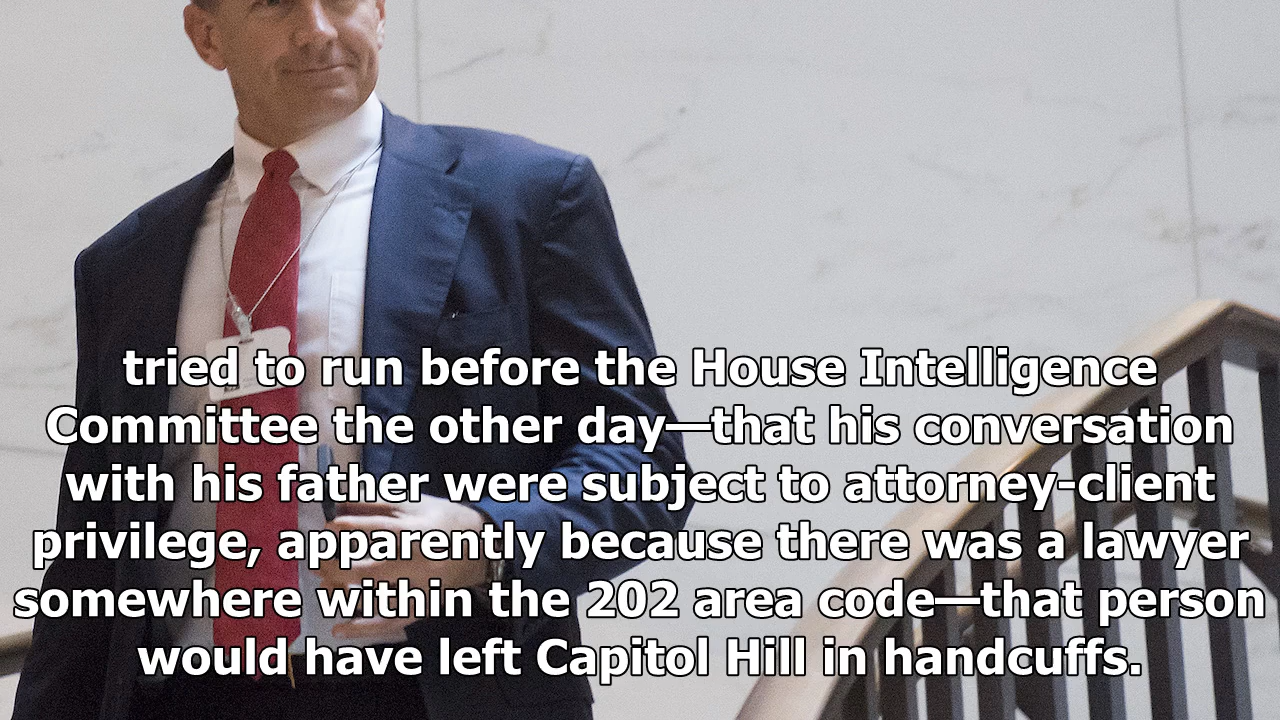 tried to run before the House Intelligence
Committee the other day—that his conversation
with his father were subject to attorney-client
privilege, apparently because there was a lawyer
somewhere within the 202 area code—that person
would have left Capitol Hill in handcuffs.